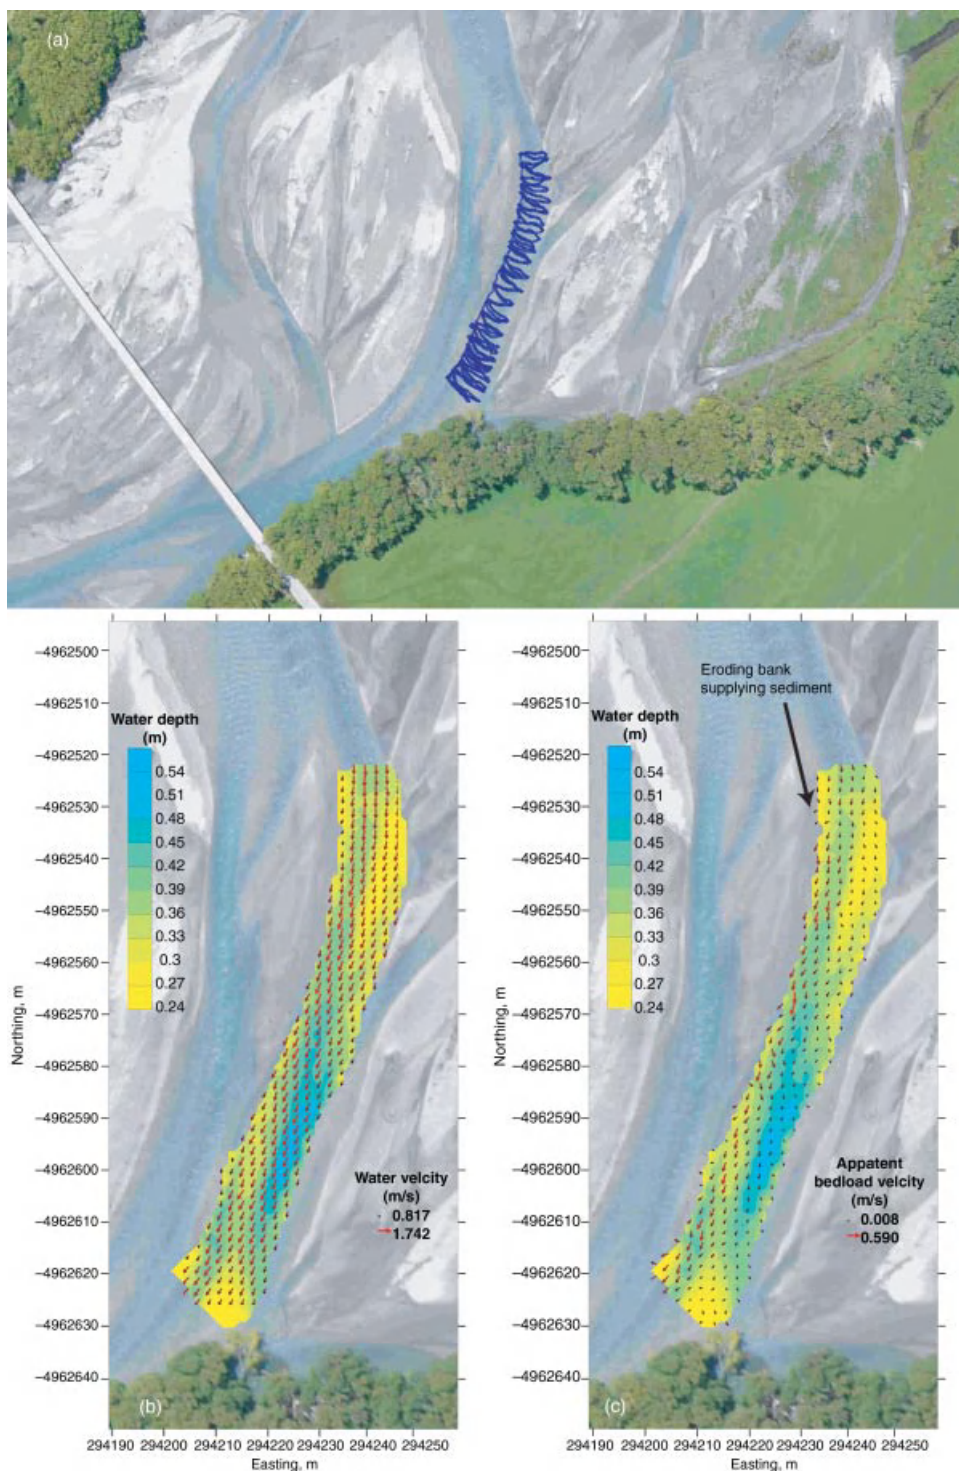 (a)
−4962500
−4962510
−4962520
−4962530
−4962540
−4962550
−4962560
−4962570
−4962580
−4962590
−4962600
−4962610
−4962620
−4962630
−4962640
Northing, m
Water depth
(m)
0.54
0.51
0.48
0.45
0.42
0.39
0.36
0.33
0.3
0.27
0.24
Water velcity
(m/s)
0.817
1.742
(b)
294190 294200 294210 294220 294230 294240 294250
Easting, m
−4962500
−4962510
−4962520
−4962530
−4962540
−4962550
−4962560
−4962570
−4962580
−4962590
−4962600
−4962610
−4962620
−4962630
−4962640
Northing, m
Eroding bank
supplying sediment
Water depth
(m)
0.54
0.51
0.48
0.45
0.42
0.39
0.36
0.33
0.3
0.27
0.24
Appatent
bedload velcity
(m/s)
0.008
0.590
(c)
294190 294200 294210 294220 294230 294240 294250
Easting, m